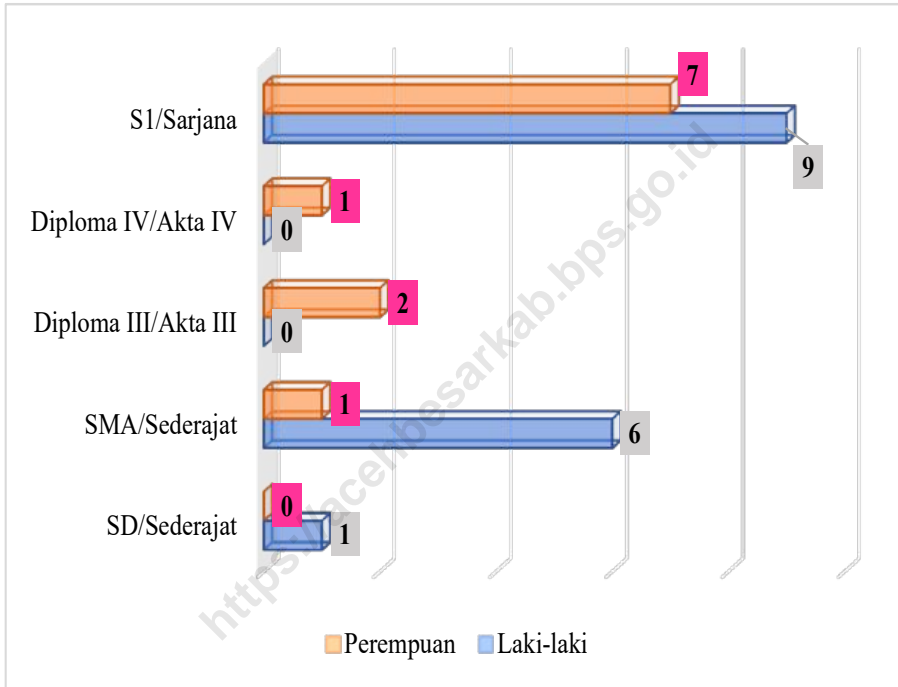 S1/Sarjana
7
9
Diploma IV/Akta IV
1
0
Diploma III/Akta III
2
0
SMA/Sederajat
1
6
SD/Sederajat
0
1
Perempuan Laki-laki
https://acehbesarkab.bps.go.id